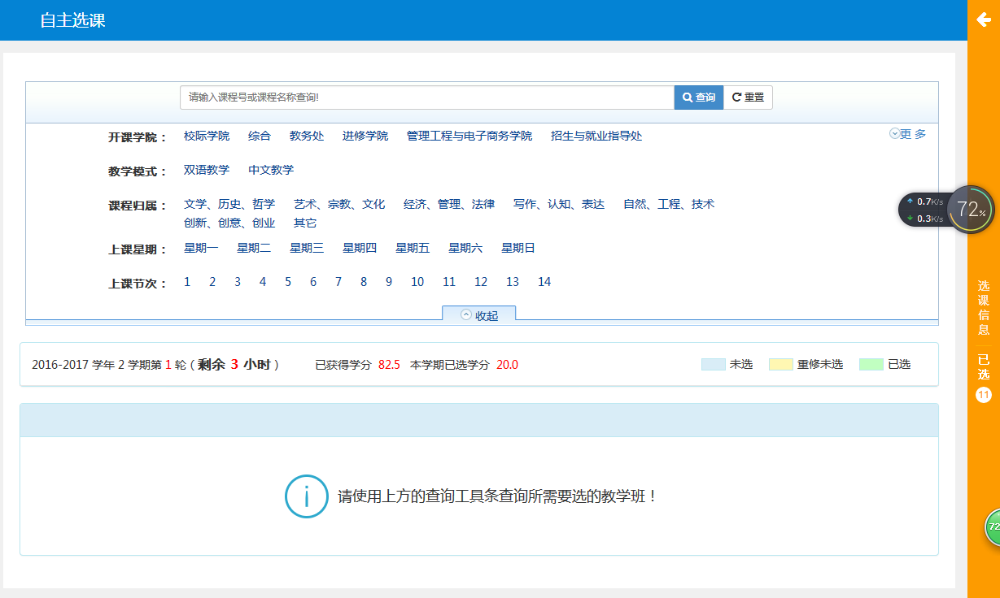 自主选课
请输入课程号或课程名称查询! 查询 重置
开课学院： 校际学院 综合 教务处 进修学院 管理工程与电子商务学院 招生与就业指导处 更多
教学模式： 双语教学 中文教学
课程归属： 文学、历史、哲学 艺术、宗教、文化 经济、管理、法律 写作、认知、表达 自然、工程、技术
创新、创意、创业 其它
上课星期： 星期一 星期二 星期三 星期四 星期五 星期六 星期日
上课节次： 1 2 3 4 5 6 7 8 9 10 11 12 13 14
收起
2016-2017 学年 2 学期第 1 轮（剩余 3 小时） 已获得学分 82.5 本学期已选学分 20.0 未选 重修未选 已选
请使用上方的查询工具条查询所需要选的教学班！
0.7K/s
0.3K/s
72%
选课信息
已选
11
72